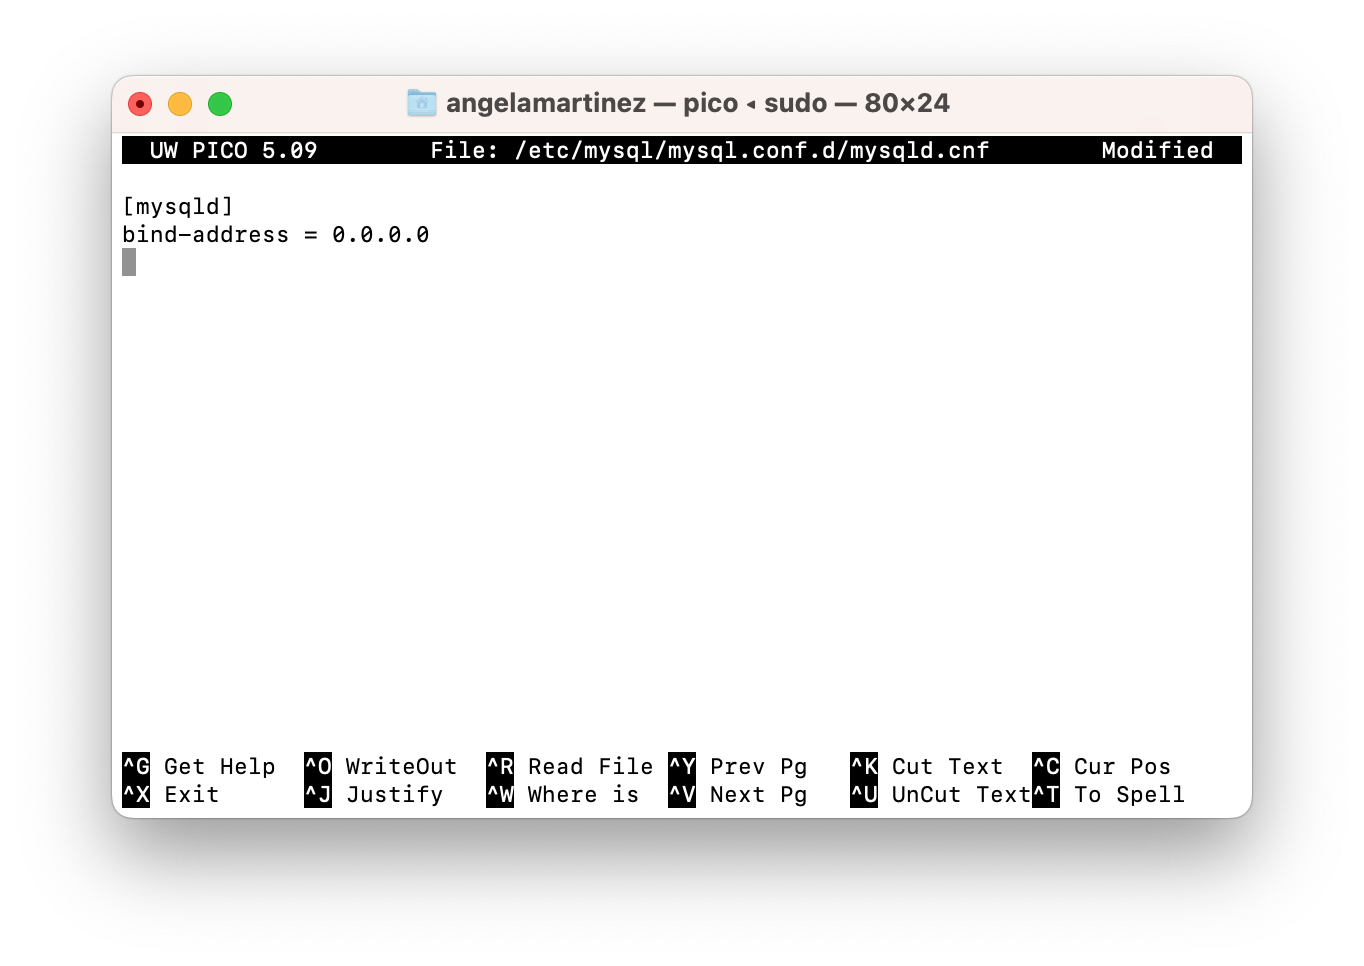 angelamartinez — pico ◂ sudo — 80×24
UW PICO 5.09 File: /etc/mysql/mysql.conf.d/mysqld.cnf Modified
[mysqld]
bind-address = 0.0.0.0
^G Get Help ^O WriteOut ^R Read File ^Y Prev Pg ^K Cut Text ^C Cur Pos
^X Exit ^J Justify ^W Where is ^V Next Pg ^U UnCut Text ^T To Spell